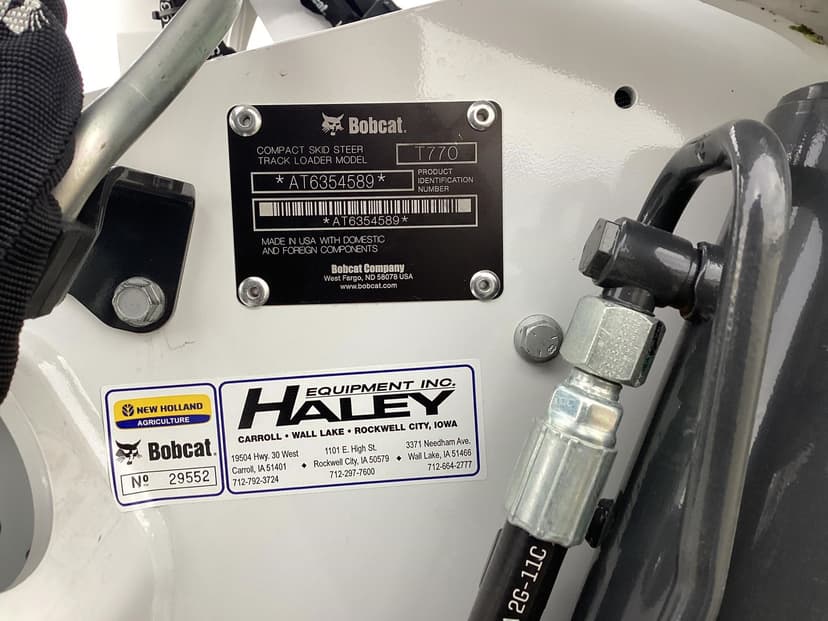 Bobcat.
COMPACT SKID STEER
TRACK LOADER MODEL
T770
*AT6354589*
PRODUCT
IDENTIFICATION
NUMBER
*AT6354589*
MADE IN USA WITH DOMESTIC
AND FOREIGN COMPONENTS
Bobcat Company
West Fargo, ND 58078 USA
www.bobcat.com
NEW HOLLAND
AGRICULTURE
Bobcat.
Nº 29552
EQUIPMENT INC.
HALEY
CARROLL • WALL LAKE • ROCKWELL CITY, IOWA
19504 Hwy. 30 West
Carroll, IA 51401
712-792-3724
1101 E. High St.
Rockwell City, IA 50579
712-297-7600
3371 Needham Ave.
Wall Lake, IA 51466
712-664-2777
2G-11C